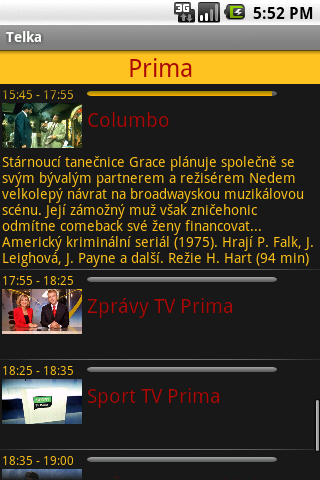 3G 5:52 PM
Telka
Prima
15:45 - 17:55
Columbo
Stárnoucí tanečnice Grace plánuje společně se
svým bývalým partnerem a režisérem Nedem
velkolepý návrat na broadwayskou muzikálovou
scénu. Její zámožný muž však zničehonic
odmítne comeback své ženy financovat...
Americký kriminální seriál (1975). Hrají P. Falk, J.
Leighová, J. Payne a další. Režie H. Hart (94 min)
17:55 - 18:25
Zprávy TV Prima
18:25 - 18:35
Sport TV Prima
18:35 - 19:00